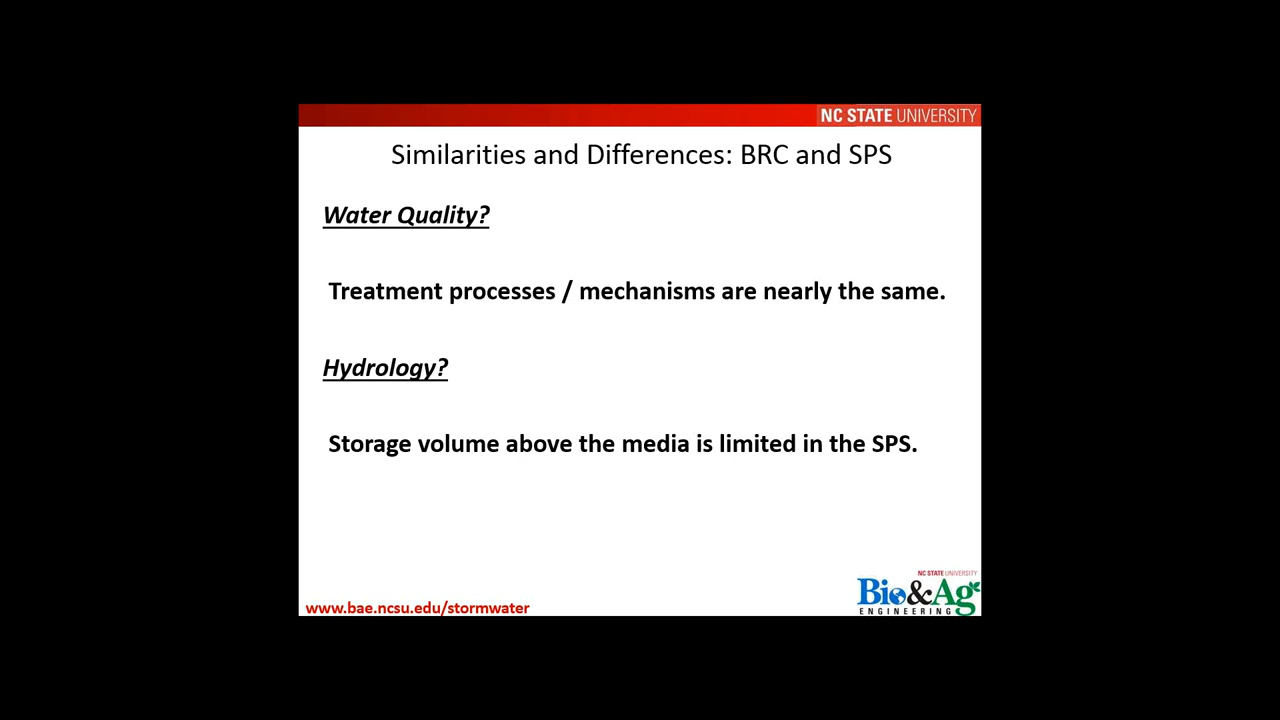 NC STATE UNIVERSITY
Similarities and Differences: BRC and SPS
Water Quality?
Treatment processes / mechanisms are nearly the same.
Hydrology?
Storage volume above the media is limited in the SPS.
NC STATE UNIVERSITY
Bio&Ag
ENGINEERING
www.bae.ncsu.edu/stormwater